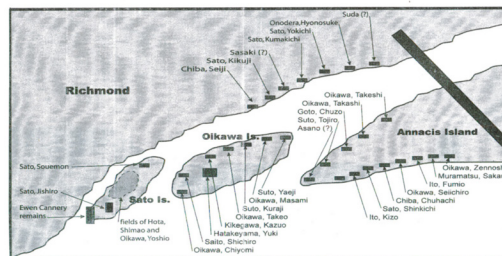 Suda (?)
Onodera, Hyonosuke
Sato, Yokichi
Sato, Kumakichi
Sasaki (?)
Sato, Kikuji
Chiba, Seiji
Richmond
Oikawa, Takeshi
Oikawa, Takashi
Goto, Chuzo
Suto, Tojiro
Asano (?)
Oikawa Is.
Annacis Island
Sato, Souemon
Sato, Jishiro
Ewen Cannery
remains
Sato Is.
fields of Hota,
Shimao and
Oikawa, Yoshio
Suto, Yaeji
Oikawa, Masami
Suto, Kuraji
Oikawa, Takeo
Kikegawa, Kazuo
Hatakeyama, Yuki
Saito, Shichiro
Oikawa, Chiyomi
Oikawa, Zennosh
Muramatsu, Saka
Ito, Fumio
Oikawa, Seiichiro
Chiba, Chuhachi
Sato, Shinkichi
Ito, Kizo